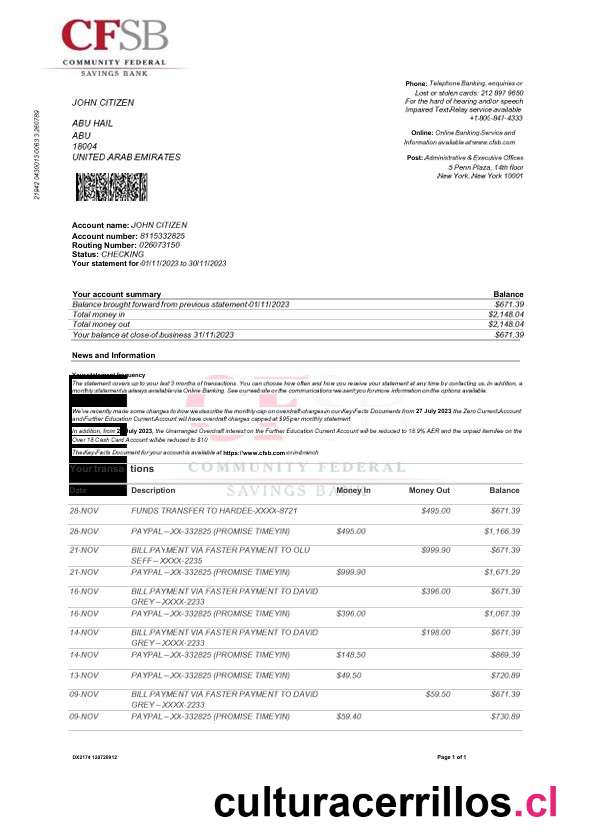 CFSB
COMMUNITY FEDERAL
SAVINGS BANK
Phone: Telephone Banking, enquiries or
Lost or stolen cards: 212 897 9650
For the hard of hearing and/or speech
Impaired Text Relay service available
+1-800-841-4333
Online: Online Banking Service and
Information available at www.cfsb.com
Post: Administrative & Executive Offices
5 Penn Plaza, 14th floor
New York, New York 10001
JOHN CITIZEN
ABU HAIL
ABU
18004
UNITED ARAB EMIRATES
Account name: JOHN CITIZEN
Account number: 8115332825
Routing Number: 026073150
Status: CHECKING
Your statement for 01/11/2023 to 30/11/2023
Your account summary Balance
Balance brought forward from previous statement 01/11/2023 $671.39
Total money in $2,148.04
Total money out $2,148.04
Your balance at close of business 31/11/2023 $671.39
News and Information
Your statement frequency
The statement covers up to your last 3 months of transactions. You can choose how often and how you receive your statement at any time by contacting us. In addition, a
monthly statement is always available via Online Banking. See our website or the communications we sent you for more information on the options available.
We've recently made some changes to how we describe the monthly cap on overdraft charges in our Key Facts Documents from 27 July 2023 the Zero Current Account
and Further Education Current Account will have overdraft charges capped at $95 per monthly statement
In addition, from 2 July 2023, the Unarranged Overdraft interest on the Further Education Current Account will be reduced to 18.9% AER and the unpaid item fee on the
Over 18 Cash Card Account will be reduced to $10
The Key Facts Document for your account is available at https://www.cfsb.com or in-branch
Your transactions
COMMUNITY FEDERAL
SAVINGS BA
Date Description Money In Money Out Balance
28-NOV FUNDS TRANSFER TO HARDEE-XXXX-8721 $495.00 $671.39
28-NOV PAYPAL – XX-332825 (PROMISE TIMEYIN) $495.00 $1,166.39
21-NOV BILL PAYMENT VIA FASTER PAYMENT TO OLU $999.90 $671.39
SEFF – XXXX-2235
21-NOV PAYPAL – XX-332825 (PROMISE TIMEYIN) $999.90 $1,671.29
16-NOV BILL PAYMENT VIA FASTER PAYMENT TO DAVID $396.00 $671.39
GREY – XXXX-2233
16-NOV PAYPAL – XX-332825 (PROMISE TIMEYIN) $396.00 $1,067.39
14-NOV BILL PAYMENT VIA FASTER PAYMENT TO DAVID $198.00 $671.39
GREY – XXXX-2233
14-NOV PAYPAL – XX-332825 (PROMISE TIMEYIN) $148.50 $869.39
13-NOV PAYPAL – XX-332825 (PROMISE TIMEYIN) $49.50 $720.89
09-NOV BILL PAYMENT VIA FASTER PAYMENT TO DAVID $59.50 $671.39
GREY – XXXX-2233
09-NOV PAYPAL – XX-332825 (PROMISE TIMEYIN) $59.40 $730.89
Page 1 of 1
culturacerrillos.cl